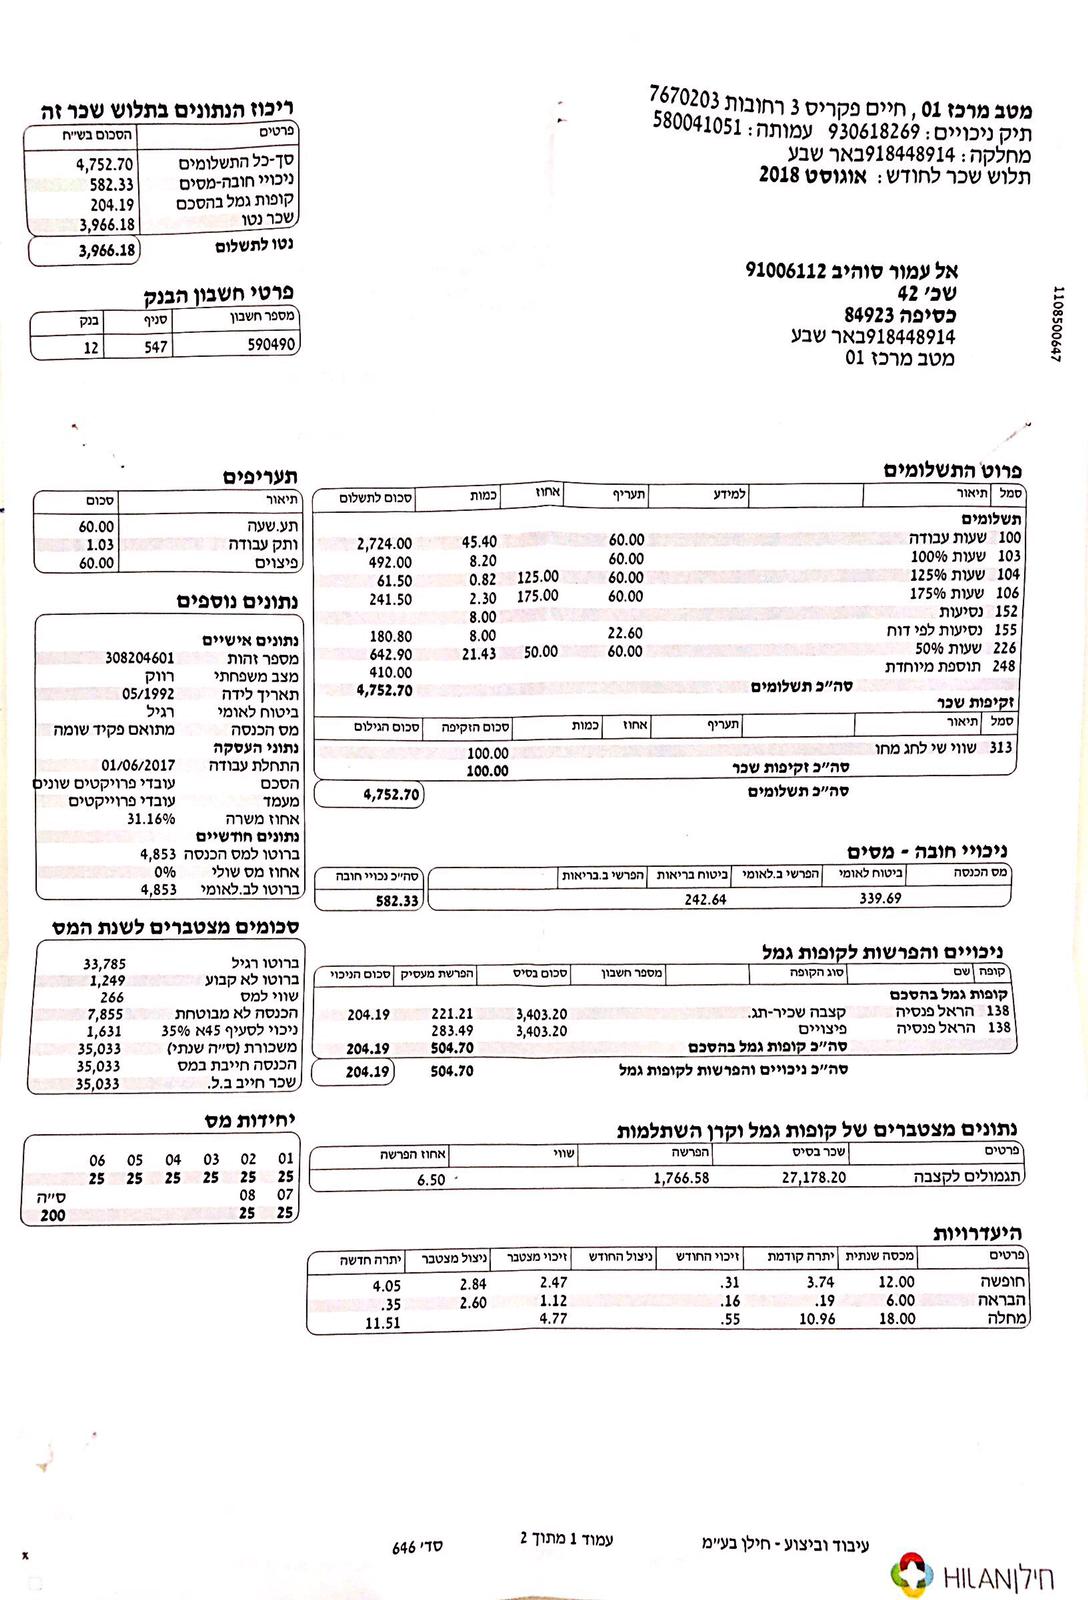 מטב מרכז 01, חיים פקריס 3 רחובות 7670203
תיק ניכויים: 930618269 עמותה: 580041051
מחלקה: 918448914באר שבע
תלוש שכר לחודש: אוגוסט 2018
ריכוז הנתונים בתלוש שכר זה
פרטים הסכום בש״ח
סך-כל התשלומים 4,752.70
ניכויי חובה-מסים 582.33
קופות גמל בהסכם 204.19
שכר נטו 3,966.18
נטו לתשלום 3,966.18
אל עמור סוהיב 91006112
שכ׳ 42
כסיפה 84923
918448914באר שבע
מטב מרכז 01
1108500647
פרטי חשבון הבנק
מספר חשבון סניף בנק
590490 547 12
פרוט התשלומים
סמל תיאור למידע תעריף אחוז כמות סכום לתשלום
תשלומים
100 שעות עבודה 60.00 45.40 2,724.00
103 שעות 100% 60.00 8.20 492.00
104 שעות 125% 60.00 125.00 0.82 61.50
106 שעות 175% 60.00 175.00 2.30 241.50
152 נסיעות 8.00
155 נסיעות לפי דוח 22.60 8.00 180.80
226 שעות 50% 60.00 50.00 21.43 642.90
248 תוספת מיוחדת 410.00
סה״כ תשלומים 4,752.70
זקיפות שכר
סמל תיאור תעריף אחוז כמות סכום הזקיפה סכום הגילום
313 שווי שי לחג מחו 100.00
סה״כ זקיפות שכר 100.00
סה״כ תשלומים 4,752.70
תעריפים
תיאור סכום
תע.שעה 60.00
ותק עבודה 1.03
פיצוים 60.00
נתונים נוספים
נתונים אישיים
מספר זהות 308204601
מצב משפחתי רווק
תאריך לידה 05/1992
ביטוח לאומי רגיל
מס הכנסה מתואם פקיד שומה
נתוני העסקה
התחלת עבודה 01/06/2017
הסכם עובדי פרויקטים שונים
מעמד עובדי פרוייקטים
אחוז משרה 31.16%
נתונים חודשיים
ברוטו למס הכנסה 4,853
אחוז מס שולי 0%
ברוטו לב.לאומי 4,853
ניכויי חובה - מסים
מס הכנסה ביטוח לאומי הפרשי ב.לאומי ביטוח בריאות הפרשי ב.בריאות סה״כ נכויי חובה
339.69 242.64 582.33
סכומים מצטברים לשנת המס
ברוטו רגיל 33,785
ברוטו לא קבוע 1,249
שווי למס 266
הכנסה לא מבוטחת 7,855
ניכוי לסעיף 45א 35% 1,631
משכורת (ס״ה שנתי) 35,033
הכנסה חייבת במס 35,033
שכר חייב ב.ל. 35,033
ניכויים והפרשות לקופות גמל
קופה שם סוג הקופה מספר חשבון סכום בסיס הפרשת מעסיק סכום הניכוי
קופות גמל בהסכם
138 הראל פנסיה קצבה שכיר-תג. 3,403.20 221.21 204.19
138 הראל פנסיה פיצויים 3,403.20 283.49
סה״כ קופות גמל בהסכם 504.70 204.19
סה״כ ניכויים והפרשות לקופות גמל 504.70 204.19
יחידות מס
01 02 03 04 05 06
25 25 25 25 25 25
07 08 ס״ה
25 25 200
נתונים מצטברים של קופות גמל וקרן השתלמות
פרטים שכר בסיס הפרשה שווי אחוז הפרשה
תגמולים לקצבה 27,178.20 1,766.58 6.50
היעדרויות
פרטים מכסה שנתית יתרה קודמת זיכוי החודש ניצול החודש זיכוי מצטבר ניצול מצטבר יתרה חדשה
חופשה 12.00 3.74 .31 2.47 2.84 4.05
הבראה 6.00 .19 .16 1.12 2.60 .35
מחלה 18.00 10.96 .55 4.77 11.51
עיבוד וביצוע - חילן בע״מ עמוד 1 מתוך 2 סד׳ 646
x
חילן HILAN